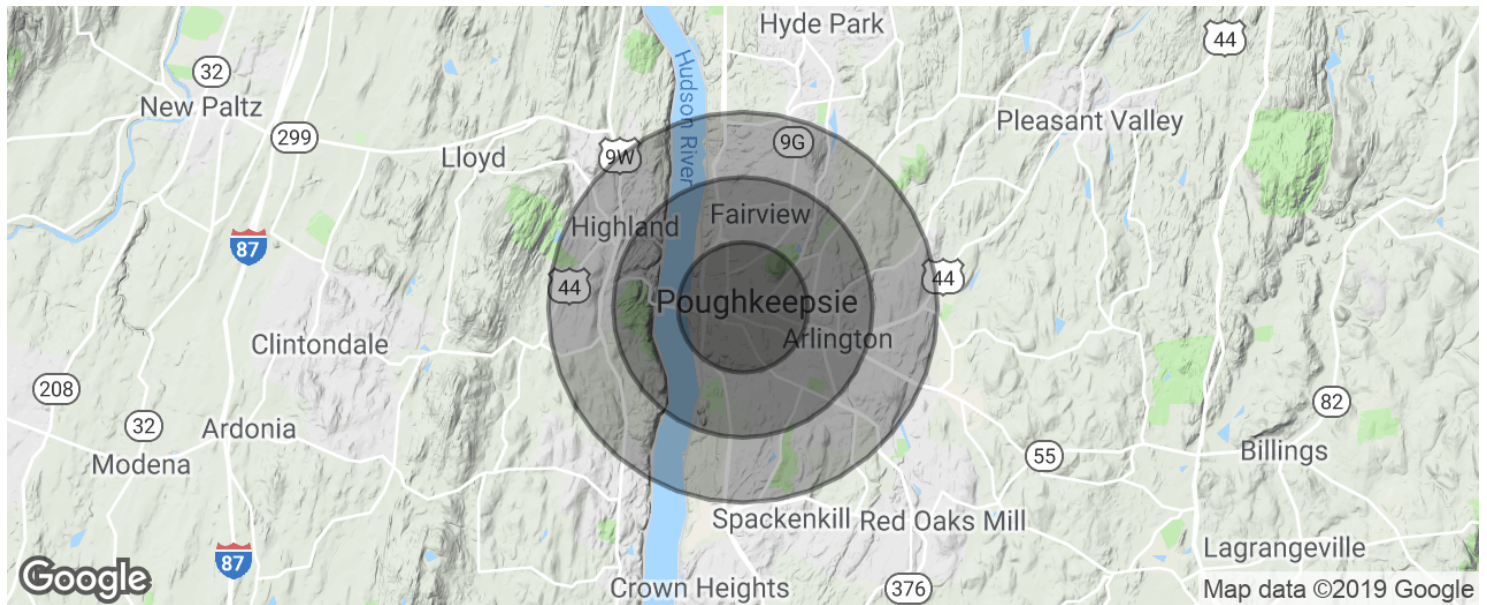 Hyde Park
44
32
New Paltz
Hudson River
Pleasant Valley
299
9G
Lloyd
9W
Fairview
Highland
87
44
44
Poughkeepsie
Arlington
Clintondale
208
82
32
Ardonia
Billings
55
Modena
Spackenkill
Red Oaks Mill
Lagrangeville
87
Google
Crown Heights
376
Map data ©2019 Google